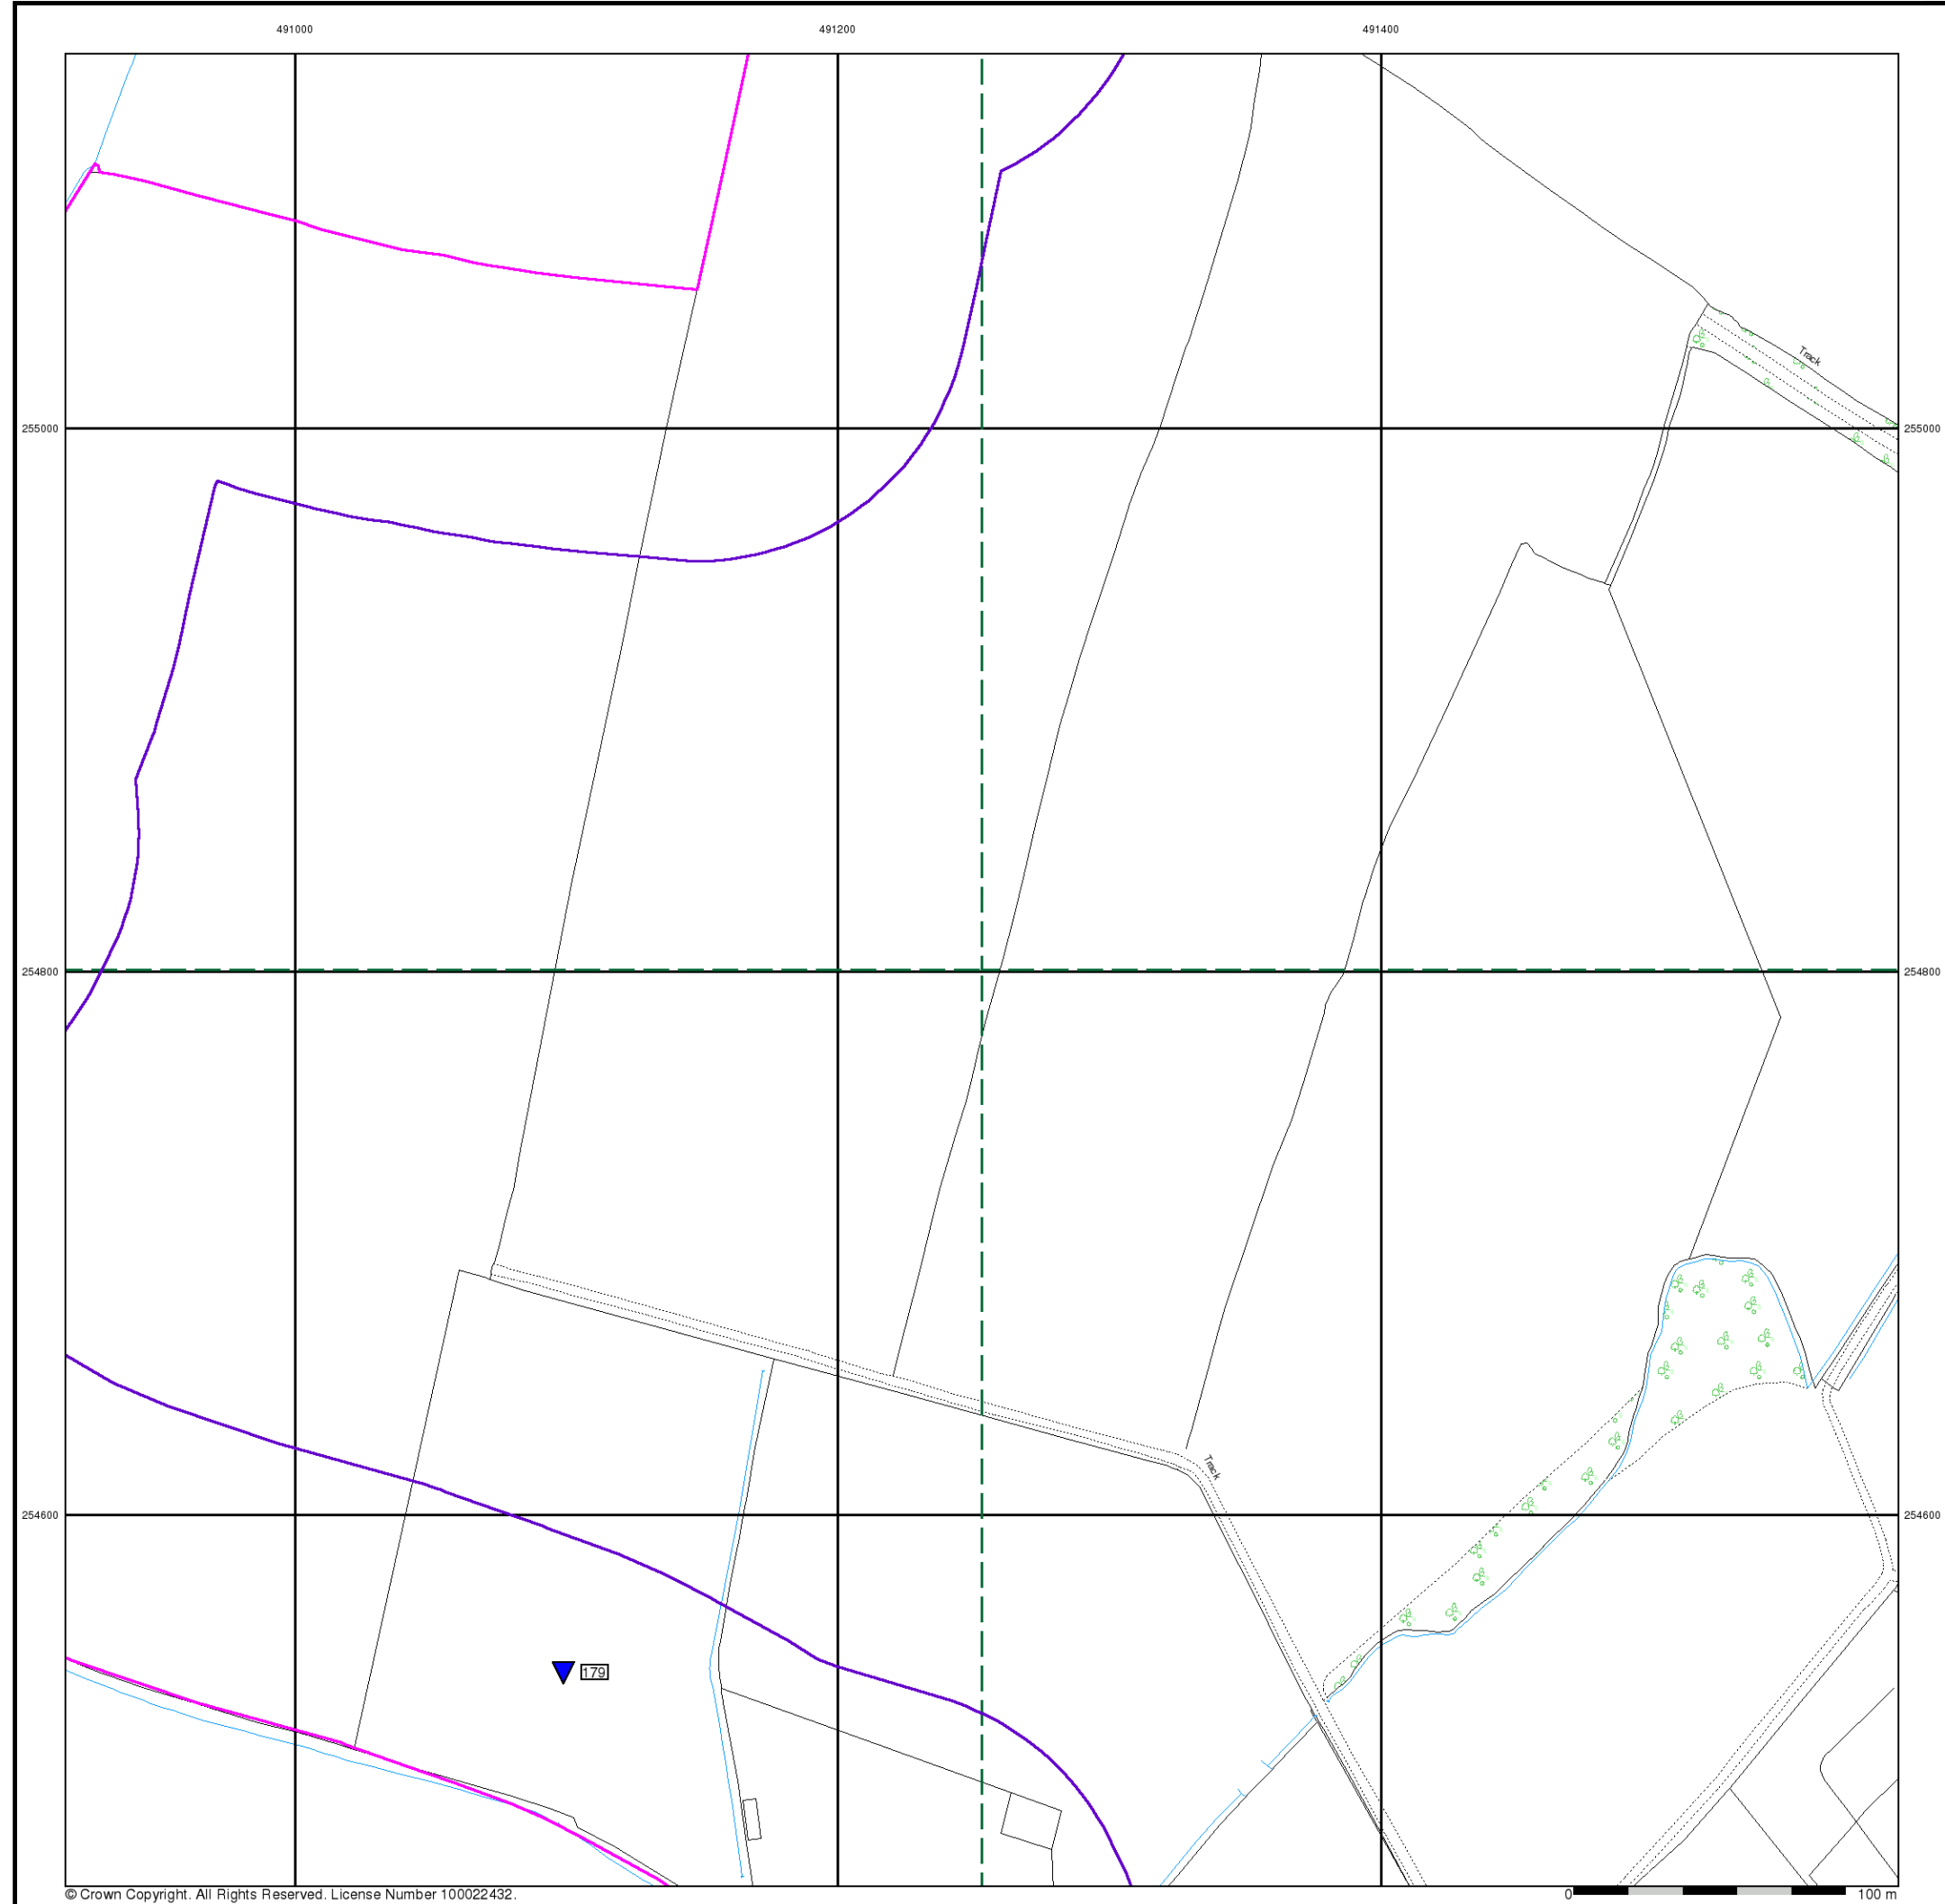 491000 491200 491400
Track
255000 255000
254800 254800
Track
254600 254600
179
© Crown Copyright. All Rights Reserved. License Number 100022432.
0 100 m